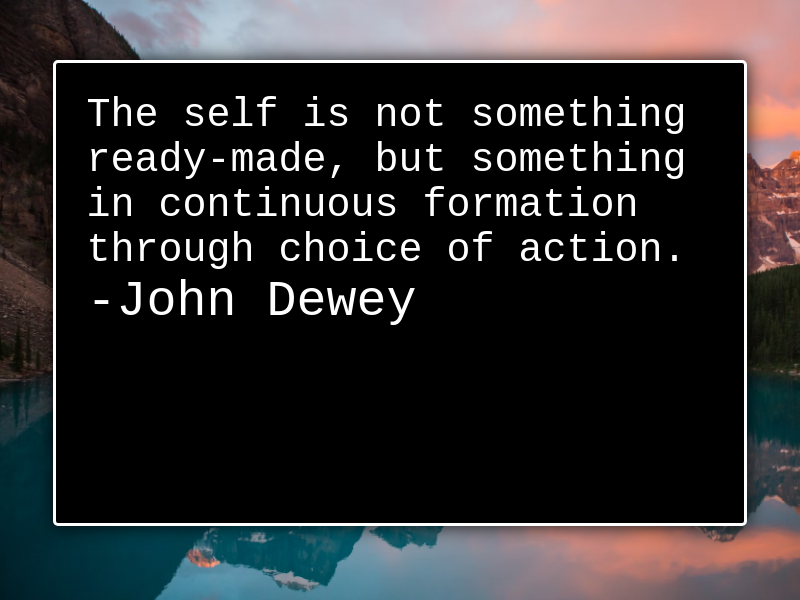 The self is not something
ready-made, but something
in continuous formation
through choice of action.
-John Dewey